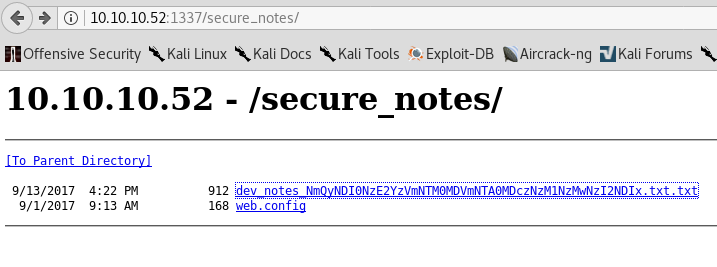 10.10.10.52:1337/secure_notes/
Offensive Security Kali Linux Kali Docs Kali Tools Exploit-DB Aircrack-ng Kali Forums
10.10.10.52 - /secure_notes/
[To Parent Directory]
9/13/2017 4:22 PM 912 dev_notes_NmQyNDI0NzE2YzVmNTM0MDVmNTA0MDczNzM1NzMwNzI2NDIx.txt.txt
9/1/2017 9:13 AM 168 web.config